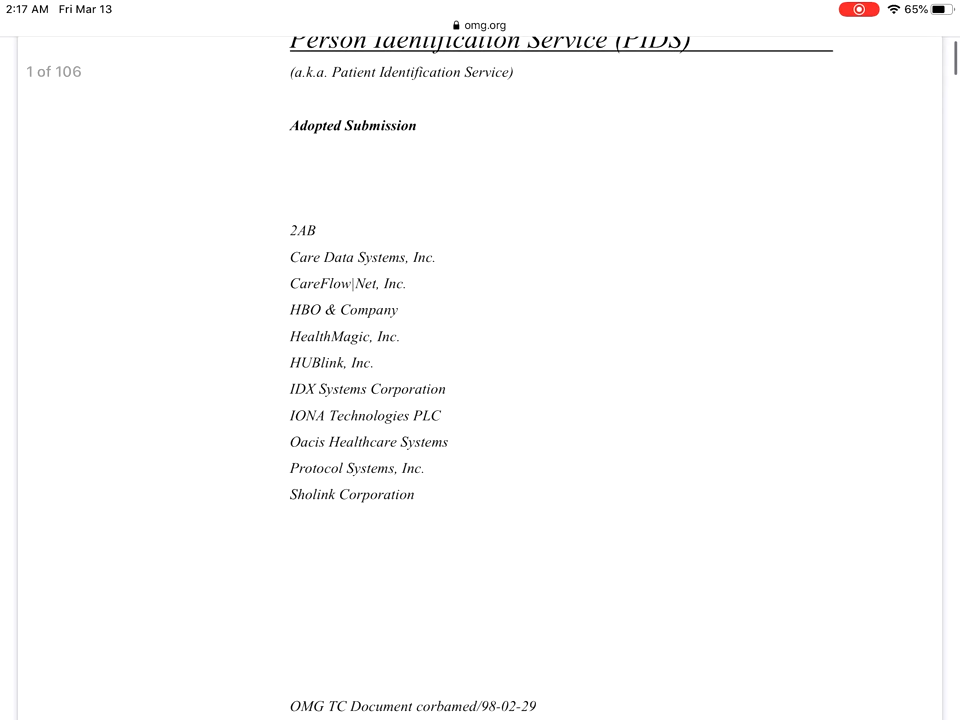 2:17 AM Fri Mar 13
65%
omg.org
Person Identification Service (PIDS)
1 of 106
(a.k.a. Patient Identification Service)
Adopted Submission
2AB
Care Data Systems, Inc.
CareFlow|Net, Inc.
HBO & Company
HealthMagic, Inc.
HUBlink, Inc.
IDX Systems Corporation
IONA Technologies PLC
Oacis Healthcare Systems
Protocol Systems, Inc.
Sholink Corporation
OMG TC Document corbamed/98-02-29